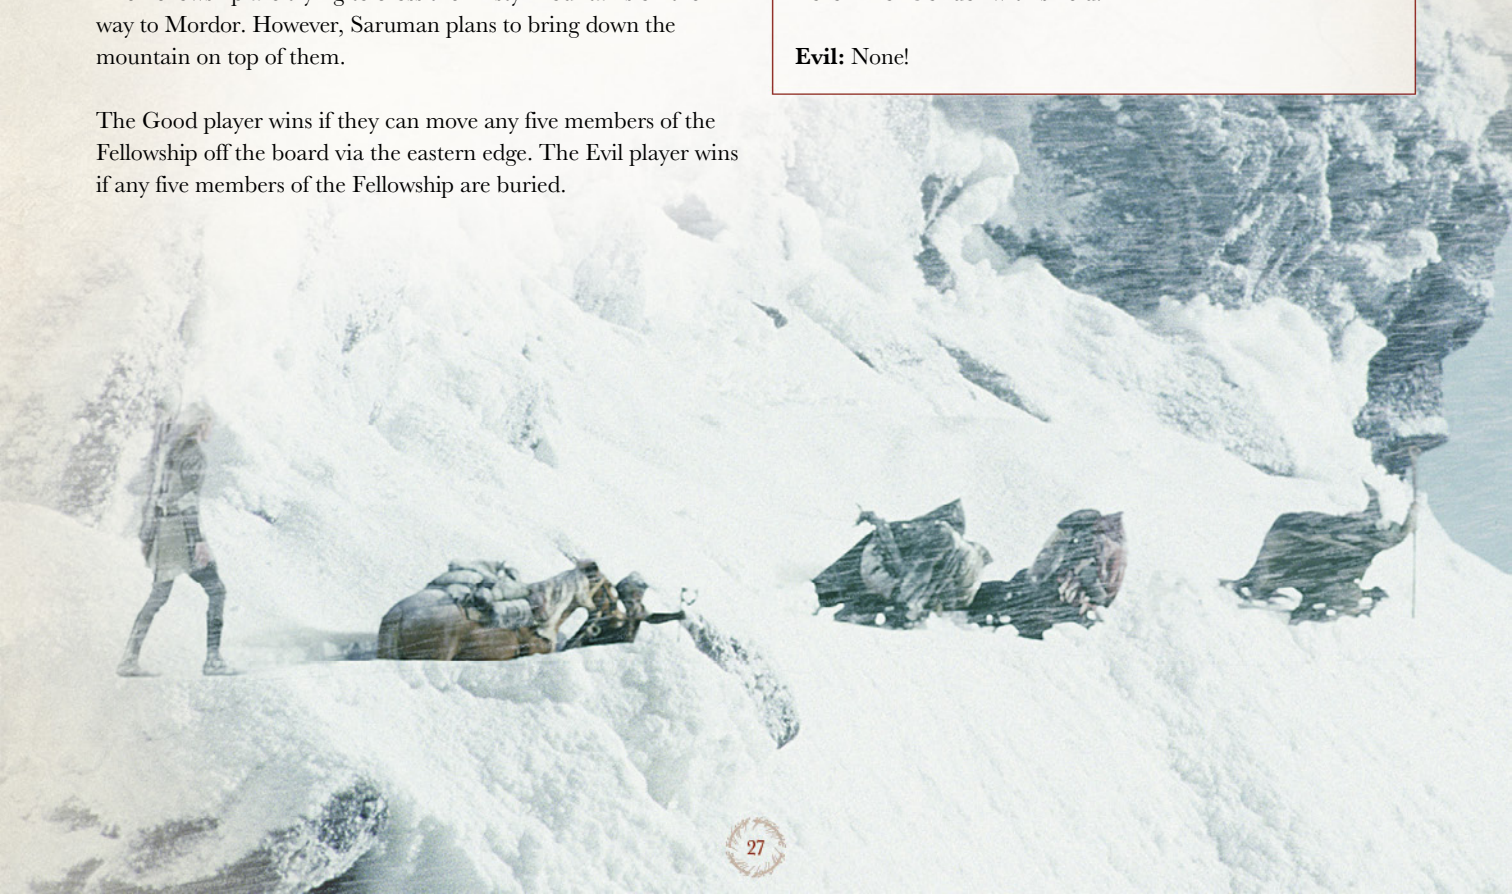 way to Mordor. However, Saruman plans to bring down the
mountain on top of them.
The Good player wins if they can move any five members of the
Fellowship off the board via the eastern edge. The Evil player wins
if any five members of the Fellowship are buried.
Evil: None!
27